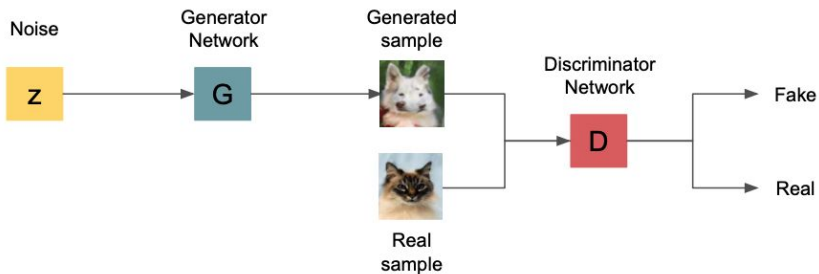 Noise
z
Generator
Network
G
Generated
sample
Real
sample
Discriminator
Network
D
Fake
Real